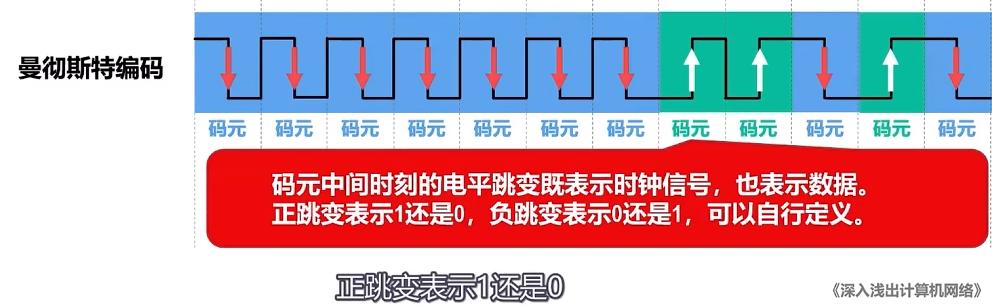 曼彻斯特编码
码元 码元 码元 码元 码元 码元 码元 码元 码元 码元 码元 码元
码元中间时刻的电平跳变既表示时钟信号，也表示数据。
正跳变表示1还是0，负跳变表示0还是1，可以自行定义。
正跳变表示1还是0
《深入浅出计算机网络》